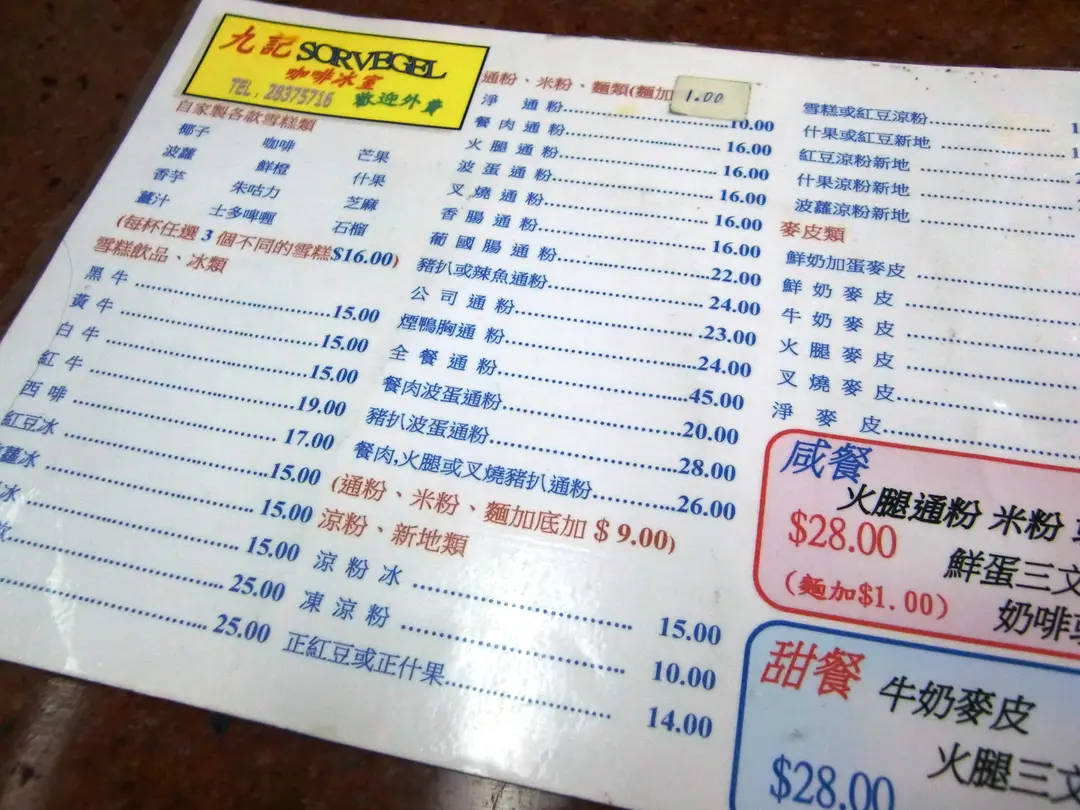 九記 SORVEGEL
咖啡冰室
TEL: 28375716 歡迎外賣
自家製各款雪糕類
椰子 咖啡 芒果
波蘿 鮮橙 什果
香芋 朱咕力 芝麻
薑汁 士多啤喱 石榴
(每杯任選 3 個不同的雪糕$16.00)
雪糕飲品、冰類
黑 牛 15.00
黃 牛 15.00
白 牛 15.00
紅 牛 19.00
西 啡 17.00
紅豆冰 15.00
蘿冰 15.00
冰 15.00
25.00
25.00
通粉、米粉、麵類(麵加 1.00
淨 通 粉 10.00
餐 肉 通 粉 16.00
火 腿 通 粉 16.00
波 蛋 通 粉 16.00
叉 燒 通 粉 16.00
香 腸 通 粉 16.00
葡 國 腸 通 粉 22.00
豬扒或辣魚通粉 24.00
公 司 通 粉 23.00
煙鴨胸通 粉 24.00
全 餐 通 粉 45.00
餐肉波蛋通粉 20.00
豬扒波蛋通粉 28.00
餐肉,火腿或叉燒豬扒通粉 26.00
(通粉、米粉、麵加底加 $ 9.00)
涼粉、新地類
涼 粉 冰 15.00
凍 涼 粉 10.00
正紅豆或正什果 14.00
雪糕或紅豆涼粉
什果或紅豆新地
紅豆涼粉新地
什果涼粉新地
波蘿涼粉新地
麥皮類
鮮奶加蛋麥皮
鮮 奶 麥 皮
牛 奶 麥 皮
火 腿 麥 皮
叉 燒 麥 皮
淨 麥 皮
咸餐
火腿通粉 米粉
$28.00 鮮蛋三文
(麵加$1.00) 奶啡
甜餐 牛奶麥皮
火腿三文
$28.00